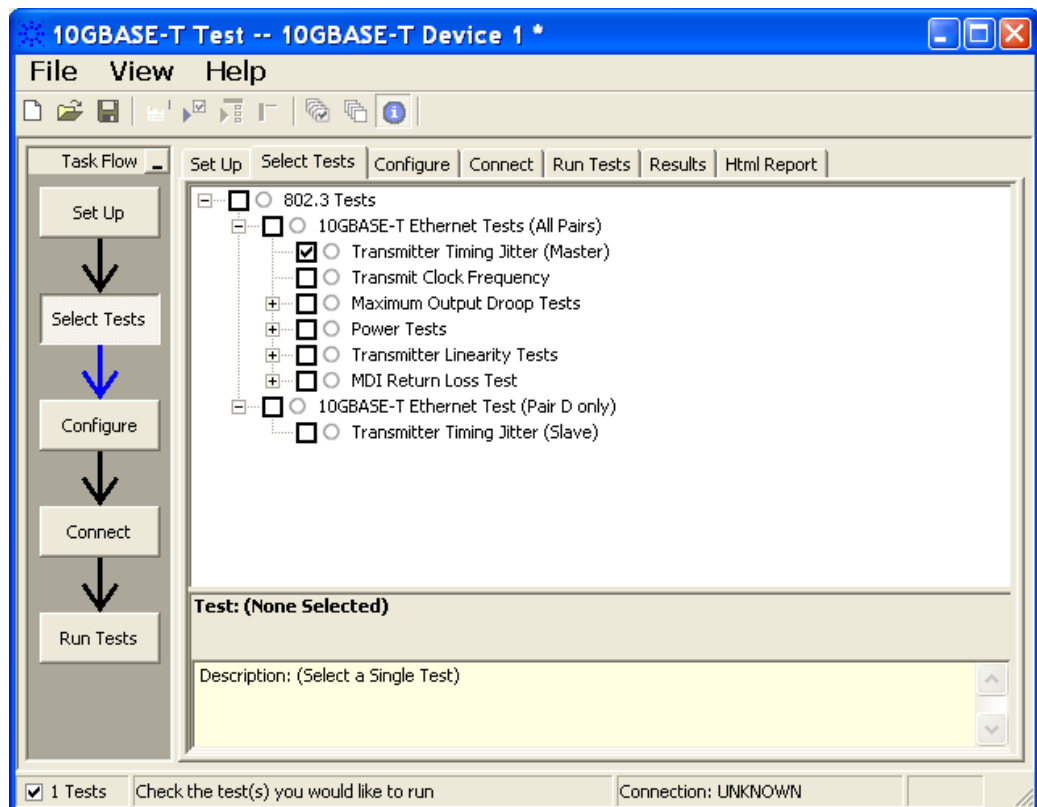 10GBASE-T Test -- 10GBASE-T Device 1 *
File View Help
Task Flow
Set Up
Select Tests
Configure
Connect
Run Tests
Set Up Select Tests Configure Connect Run Tests Results Html Report
802.3 Tests
10GBASE-T Ethernet Tests (All Pairs)
Transmitter Timing Jitter (Master)
Transmit Clock Frequency
Maximum Output Droop Tests
Power Tests
Transmitter Linearity Tests
MDI Return Loss Test
10GBASE-T Ethernet Test (Pair D only)
Transmitter Timing Jitter (Slave)
Test: (None Selected)
Description: (Select a Single Test)
1 Tests Check the test(s) you would like to run Connection: UNKNOWN